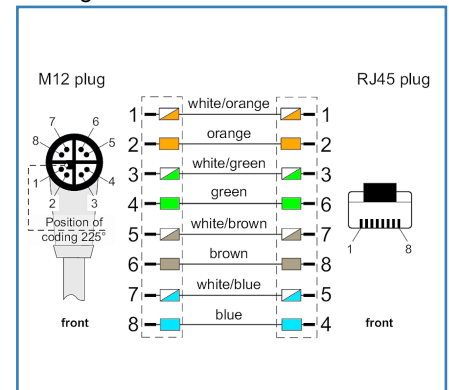 M12 plug
RJ45 plug
7 6
8 5
1 4
2 3
Position of
coding 225°
front
1 white/orange 1
2 orange 2
3 white/green 3
4 green 6
5 white/brown 7
6 brown 8
7 white/blue 5
8 blue 4
1 8
front